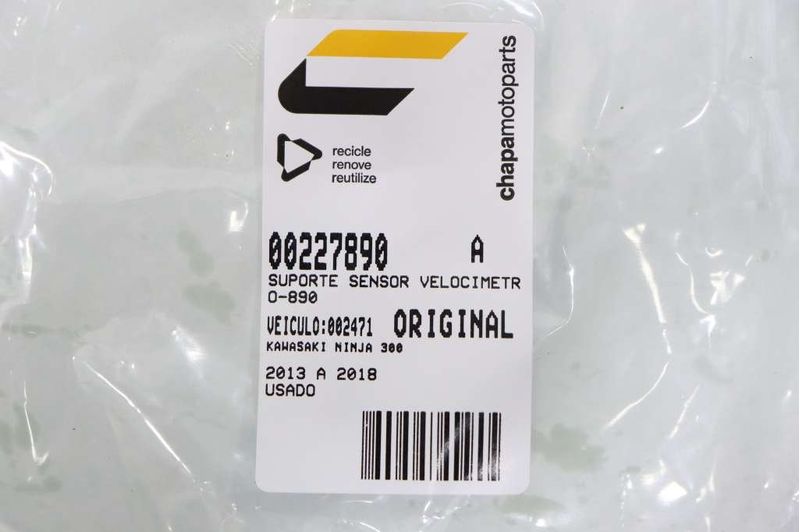 chapamotoparts
recicle
renove
reutilize
00227890 A
SUPORTE SENSOR VELOCIMETR
O-890
VEICULO:002471 ORIGINAL
KAWASAKI NINJA 300
2013 A 2018
USADO